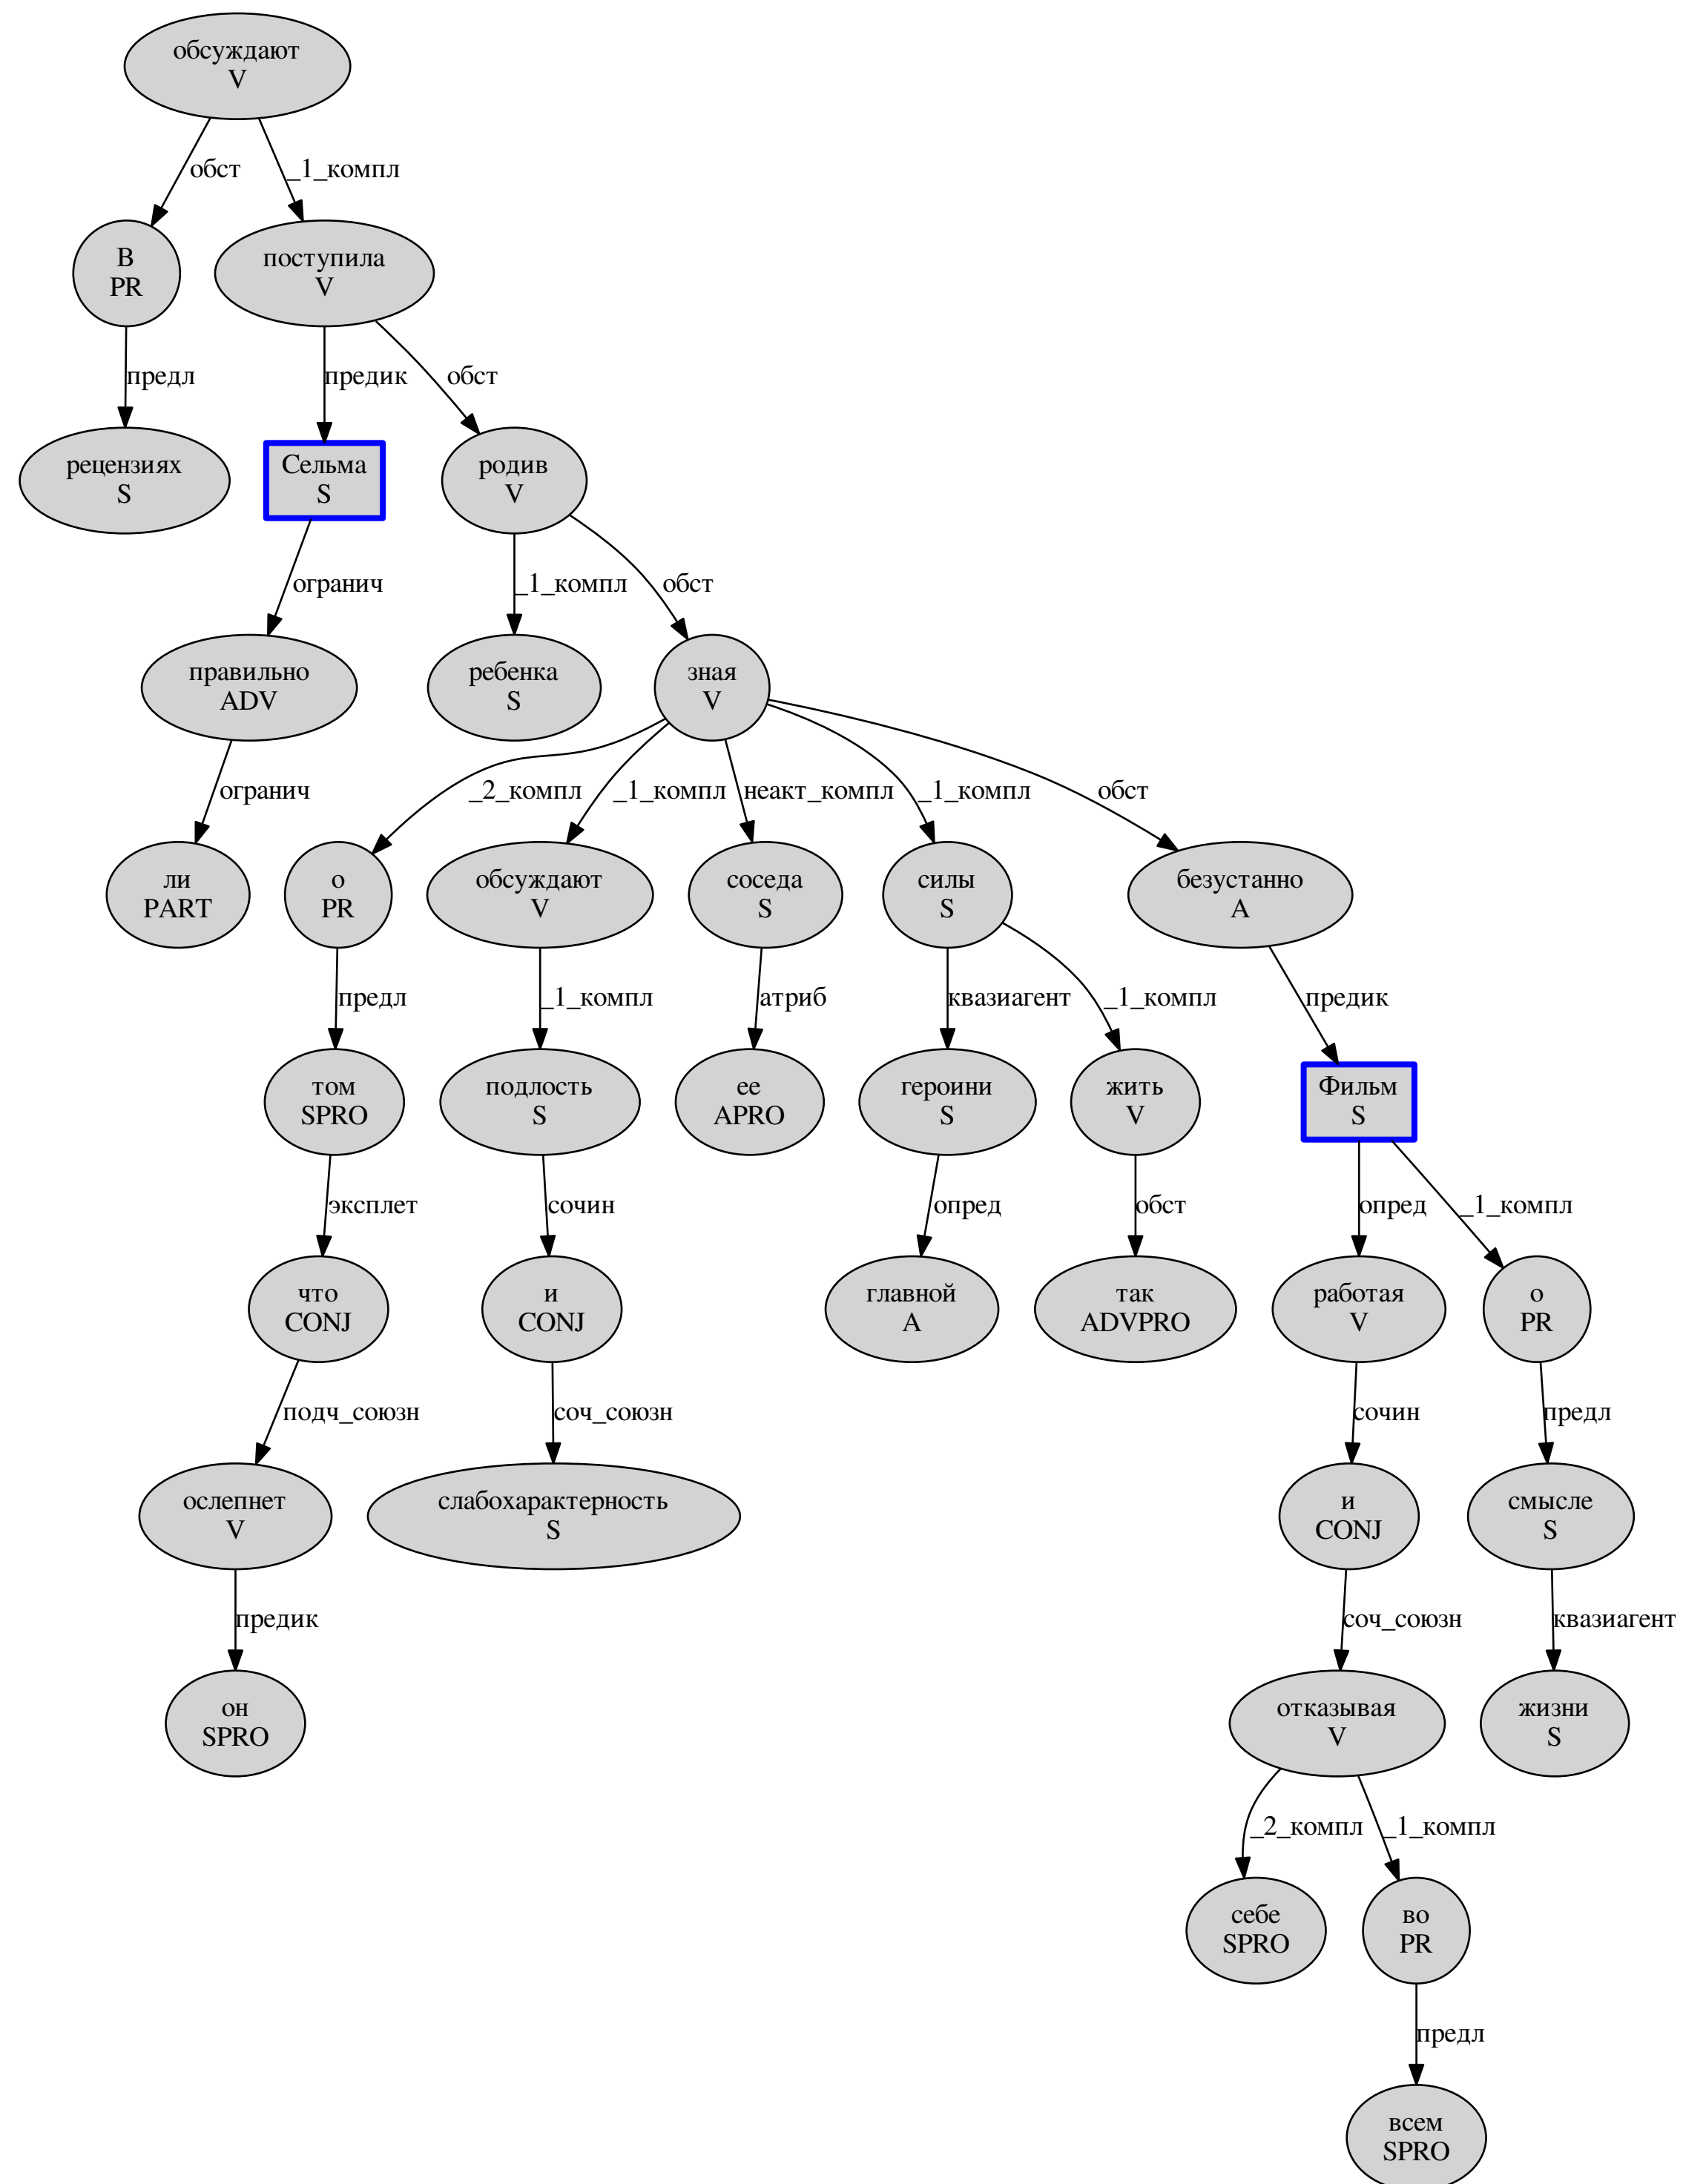 обсуждают
V
обст
_1_компл
В
PR
поступила
V
предл
предик
обст
рецензиях
S
Сельма
S
родив
V
огранич
_1_компл
обст
правильно
ADV
ребенка
S
зная
V
огранич
_2_компл
_1_компл
неакт_компл
_1_компл
обст
ли
PART
о
PR
обсуждают
V
соседа
S
силы
S
безустанно
A
предл
_1_компл
атриб
квазиагент
_1_компл
предик
том
SPRO
подлость
S
ее
APRO
героини
S
жить
V
Фильм
S
эксплет
сочин
опред
обст
опред
_1_компл
что
CONJ
и
CONJ
главной
A
так
ADVPRO
работая
V
о
PR
подч_союзн
соч_союзн
сочин
предл
ослепнет
V
слабохарактерность
S
и
CONJ
смысле
S
предик
соч_союзн
квазиагент
он
SPRO
отказывая
V
жизни
S
_2_компл
_1_компл
себе
SPRO
во
PR
предл
всем
SPRO